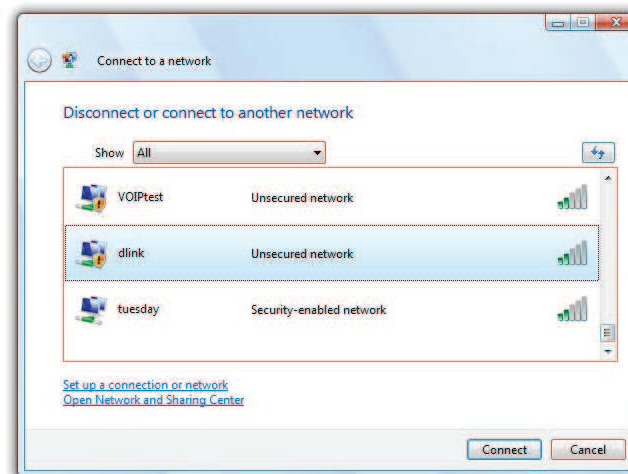 Connect to a network
Disconnect or connect to another network
Show All
VOIPtest Unsecured network
dlink Unsecured network
tuesday Security-enabled network
Set up a connection or network
Open Network and Sharing Center
Connect Cancel